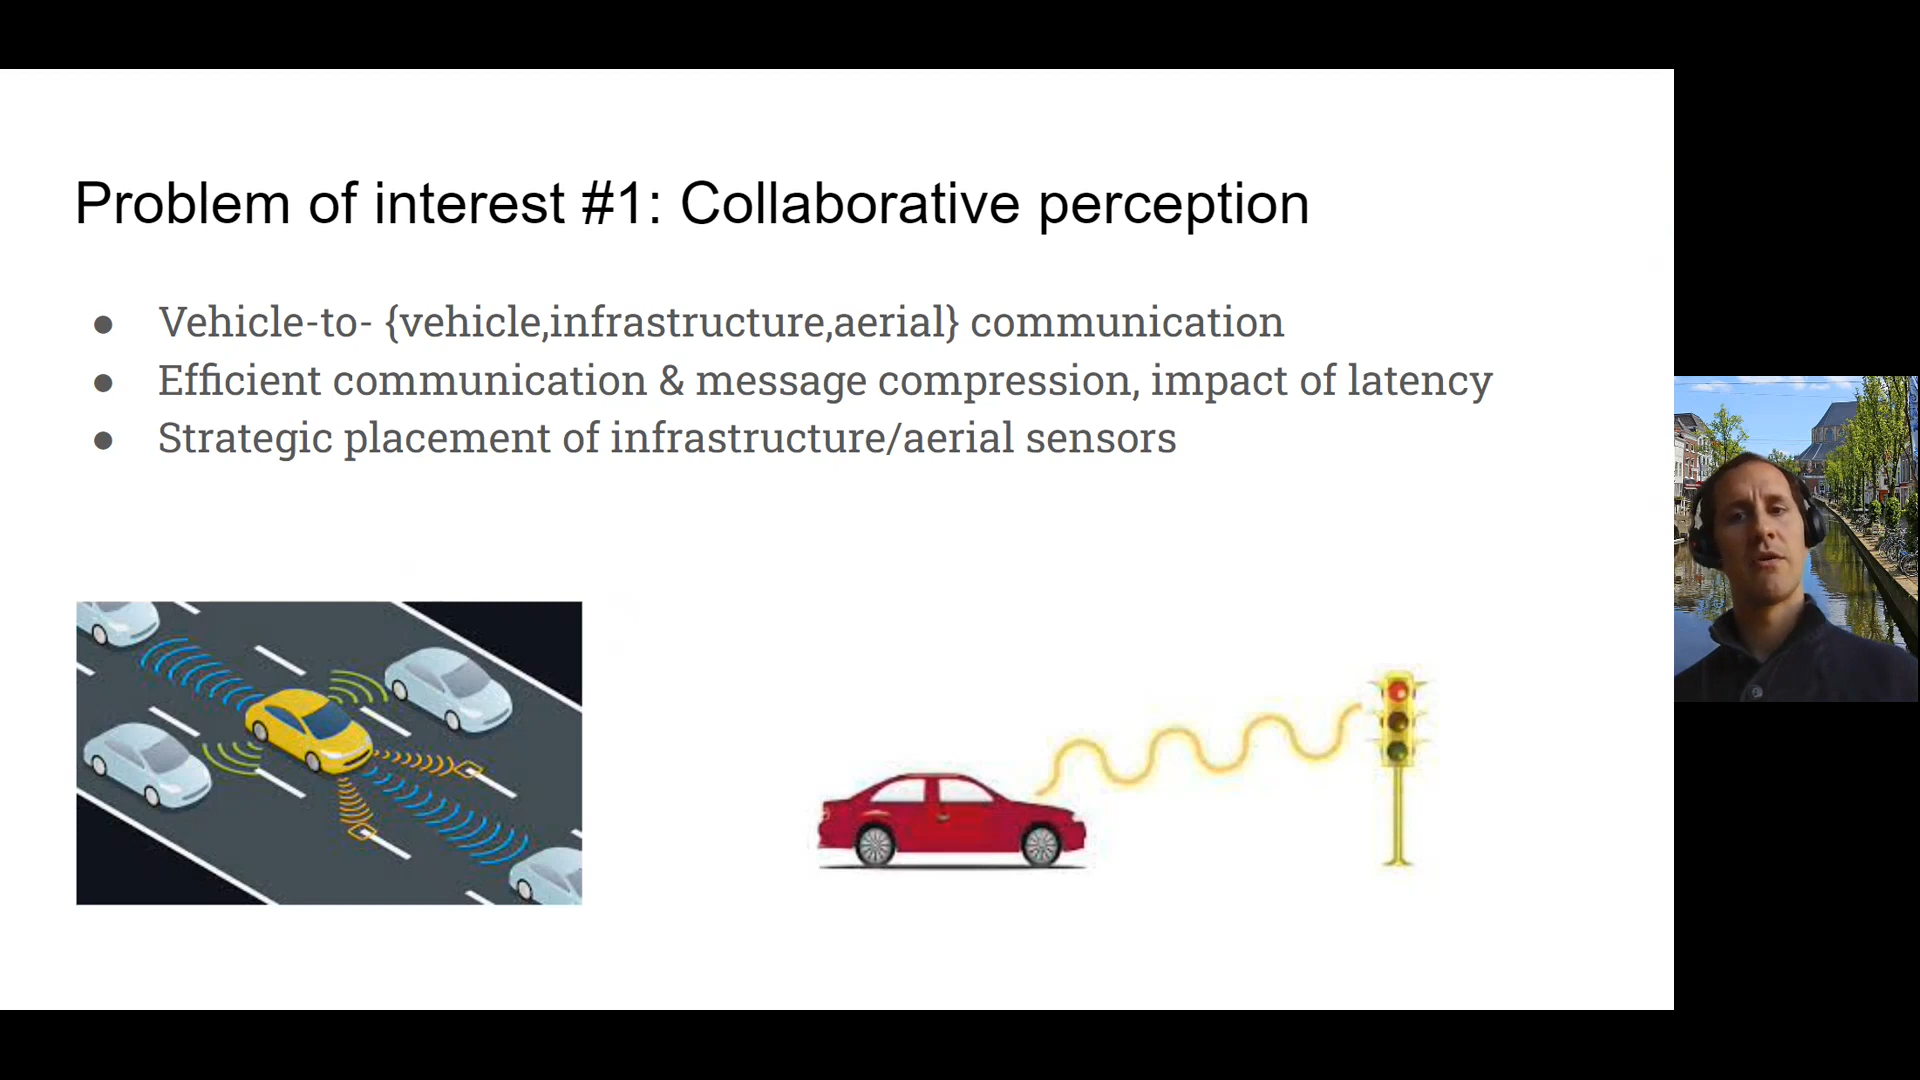 Problem of interest #1: Collaborative perception
● Vehicle-to- {vehicle,infrastructure,aerial} communication
● Efficient communication & message compression, impact of latency
● Strategic placement of infrastructure/aerial sensors